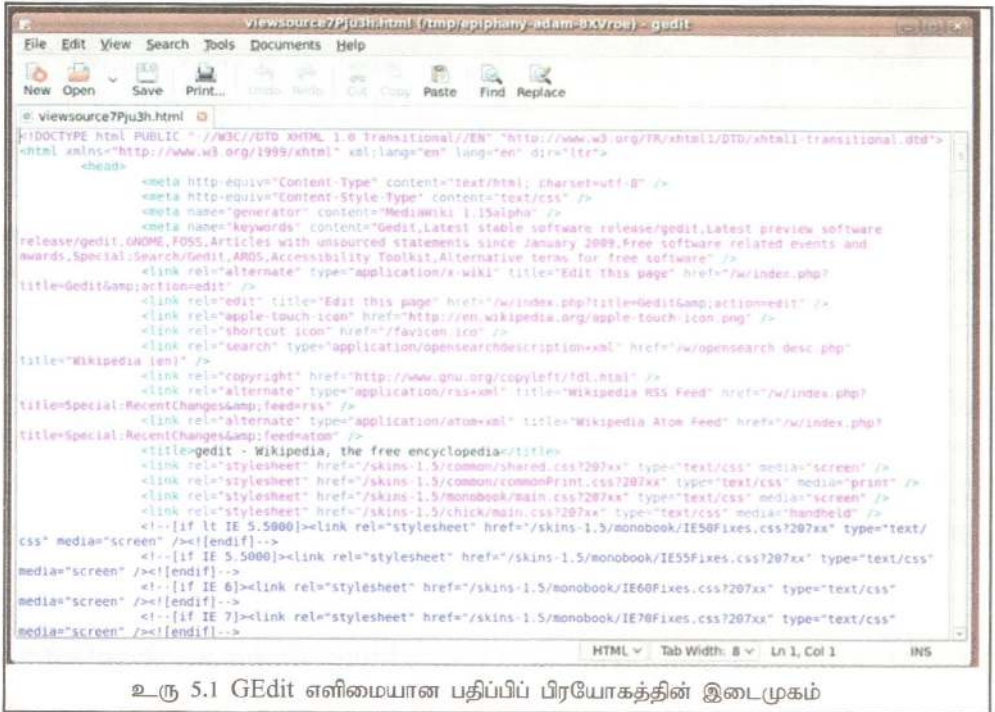 viewsource7Pju3h.html (/tmp/epiphany-adam-8XVroe) - gedit
File Edit View Search Tools Documents Help
New Open Save Print... Undo Redo Cut Copy Paste Find Replace
viewsource7Pju3h.html
<!DOCTYPE html PUBLIC "-//W3C//DTD XHTML 1.0 Transitional//EN" "http://www.w3.org/TR/xhtml1/DTD/xhtml1-transitional.dtd">
<html xmlns="http://www.w3.org/1999/xhtml" xml:lang="en" lang="en" dir="ltr">
<head>
<meta http-equiv="Content-Type" content="text/html; charset=utf-8" />
<meta http-equiv="Content-Style-Type" content="text/css" />
<meta name="generator" content="MediaWiki 1.15alpha" />
<meta name="keywords" content="Gedit,Latest stable software release/gedit,Latest preview software
release/gedit,GNOME,FOSS,Articles with unsourced statements since January 2009,Free software related events and
awards,Special:Search/Gedit,AROS,Accessibility Toolkit,Alternative terms for free software" />
<link rel="alternate" type="application/x-wiki" title="Edit this page" href="/w/index.php?
title=Gedit&amp;action=edit" />
<link rel="edit" title="Edit this page" href="/w/index.php?title=Gedit&amp;action=edit" />
<link rel="apple-touch-icon" href="http://en.wikipedia.org/apple-touch-icon.png" />
<link rel="shortcut icon" href="/favicon.ico" />
<link rel="search" type="application/opensearchdescription+xml" href="/w/opensearch_desc.php"
title="Wikipedia (en)" />
<link rel="copyright" href="http://www.gnu.org/copyleft/fdl.html" />
<link rel="alternate" type="application/rss+xml" title="Wikipedia RSS Feed" href="/w/index.php?
title=Special:RecentChanges&amp;feed=rss" />
<link rel="alternate" type="application/atom+xml" title="Wikipedia Atom Feed" href="/w/index.php?
title=Special:RecentChanges&amp;feed=atom" />
<title>gedit - Wikipedia, the free encyclopedia</title>
<link rel="stylesheet" href="/skins-1.5/common/shared.css?207xx" type="text/css" media="screen" />
<link rel="stylesheet" href="/skins-1.5/common/commonPrint.css?207xx" type="text/css" media="print" />
<link rel="stylesheet" href="/skins-1.5/monobook/main.css?207xx" type="text/css" media="screen" />
<link rel="stylesheet" href="/skins-1.5/chick/main.css?207xx" type="text/css" media="handheld" />
<!--[if lt IE 5.5000]><link rel="stylesheet" href="/skins-1.5/monobook/IE50Fixes.css?207xx" type="text/
css" media="screen" /><![endif]-->
<!--[if IE 5.5000]><link rel="stylesheet" href="/skins-1.5/monobook/IE55Fixes.css?207xx" type="text/css"
media="screen" /><![endif]-->
<!--[if IE 6]><link rel="stylesheet" href="/skins-1.5/monobook/IE60Fixes.css?207xx" type="text/css"
media="screen" /><![endif]-->
<!--[if IE 7]><link rel="stylesheet" href="/skins-1.5/monobook/IE70Fixes.css?207xx" type="text/css"
media="screen" /><![endif]-->
HTML Tab Width: 8 Ln 1, Col 1 INS
உரு 5.1 GEdit எளிமையான பதிப்பிப் பிரயோகத்தின் இடைமுகம்